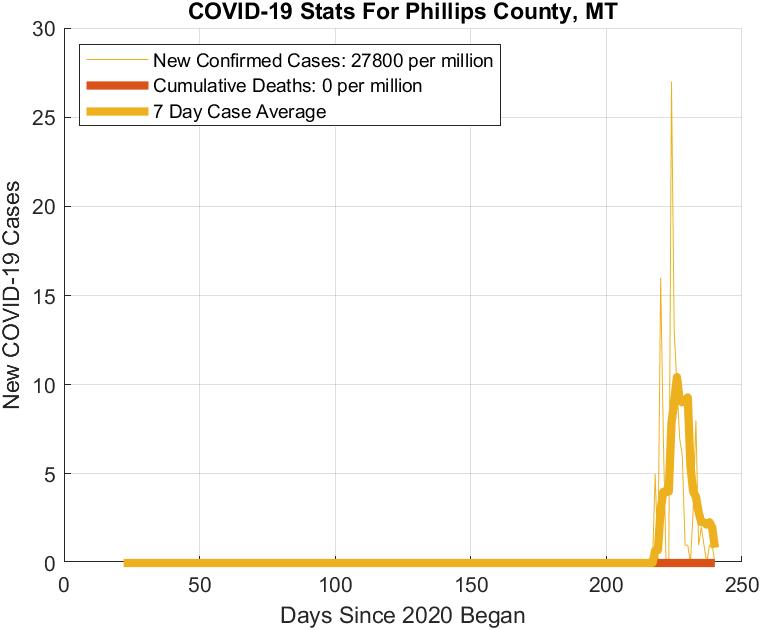 COVID-19 Stats For Phillips County, MT
30
25
20
15
10
5
0
New COVID-19 Cases
New Confirmed Cases: 27800 per million
Cumulative Deaths: 0 per million
7 Day Case Average
0 50 100 150 200 250
Days Since 2020 Began